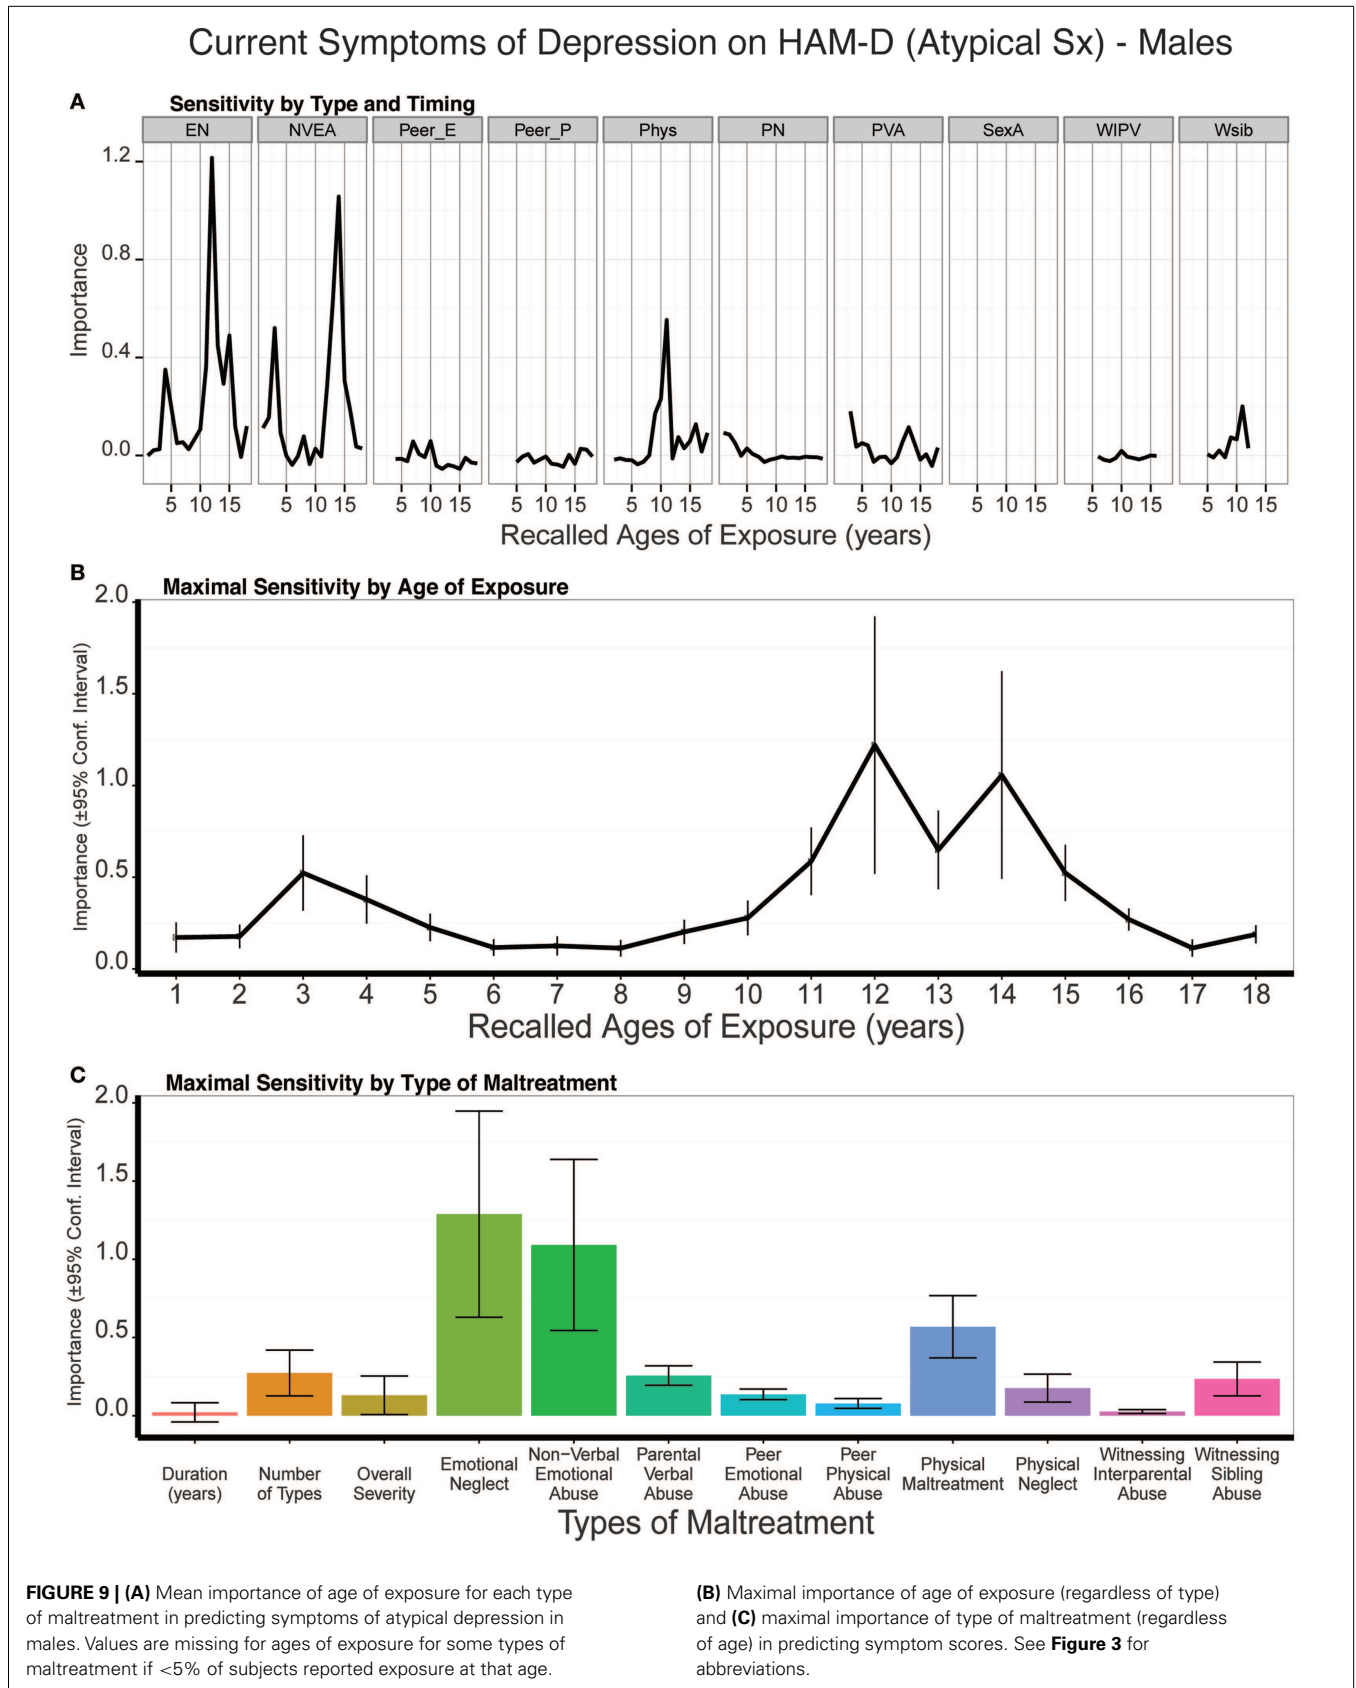 Current Symptoms of Depression on HAM-D (Atypical Sx) - Males
A
Sensitivity by Type and Timing
EN NVEA Peer_E Peer_P Phys PN PVA SexA WIPV Wsib
Importance
1.2
0.8
0.4
0.0
5 10 15 5 10 15 5 10 15 5 10 15 5 10 15 5 10 15 5 10 15 5 10 15 5 10 15 5 10 15
Recalled Ages of Exposure (years)
B
Maximal Sensitivity by Age of Exposure
Importance (±95% Conf. Interval)
2.0
1.5
1.0
0.5
0.0
1 2 3 4 5 6 7 8 9 10 11 12 13 14 15 16 17 18
Recalled Ages of Exposure (years)
C
Maximal Sensitivity by Type of Maltreatment
Importance (±95% Conf. Interval)
2.0
1.5
1.0
0.5
0.0
Duration
(years)
Number
of Types
Overall
Severity
Emotional
Neglect
Non−Verbal
Emotional
Abuse
Parental
Verbal
Abuse
Peer
Emotional
Abuse
Peer
Physical
Abuse
Physical
Maltreatment
Physical
Neglect
Witnessing
Interparental
Abuse
Witnessing
Sibling
Abuse
Types of Maltreatment
FIGURE 9 | (A) Mean importance of age of exposure for each type
of maltreatment in predicting symptoms of atypical depression in
males. Values are missing for ages of exposure for some types of
maltreatment if <5% of subjects reported exposure at that age.
(B) Maximal importance of age of exposure (regardless of type)
and (C) maximal importance of type of maltreatment (regardless
of age) in predicting symptom scores. See Figure 3 for
abbreviations.